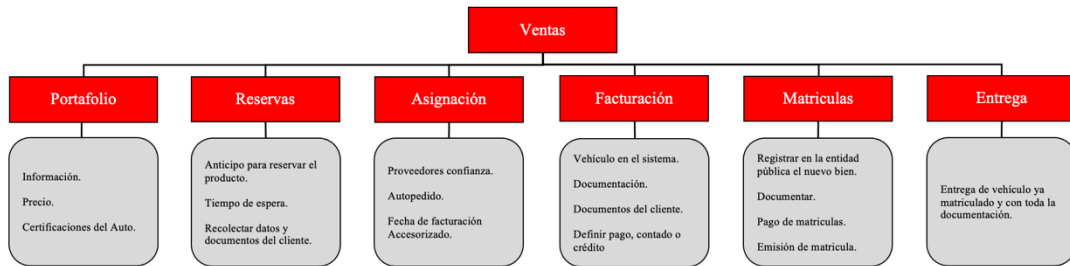 Ventas
Portafolio
Reservas
Asignación
Facturación
Matriculas
Entrega
Información.
Precio.
Certificaciones del Auto.
Anticipo para reservar el
producto.
Tiempo de espera.
Recolectar datos y
documentos del cliente.
Proveedores confianza.
Autopedido.
Fecha de facturación
Accesorizado.
Vehículo en el sistema.
Documentación.
Documentos del cliente.
Definir pago, contado o
crédito
Registrar en la entidad
pública el nuevo bien.
Documentar.
Pago de matriculas.
Emisión de matricula.
Entrega de vehículo ya
matriculado y con toda la
documentación.